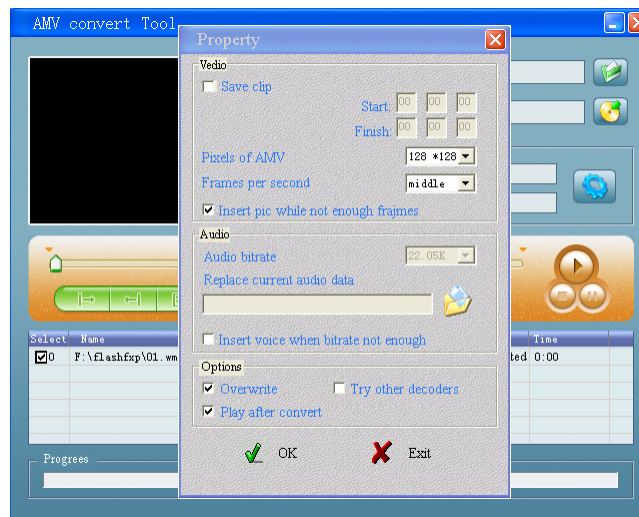 AMV convert Tool
Property
Vedio
Save clip
Start: 00 00 00
Finish: 00 00 00
Pixels of AMV 128 *128
Frames per second middle
Insert pic while not enough frajmes
Audio
Audio bitrate 22.05K
Replace current audio data
Insert voice when bitrate not enough
Select Name Time
0 F:\flashfxp\01.wm ted 0:00
Options
Overwrite Try other decoders
Play after convert
OK Exit
Progrees